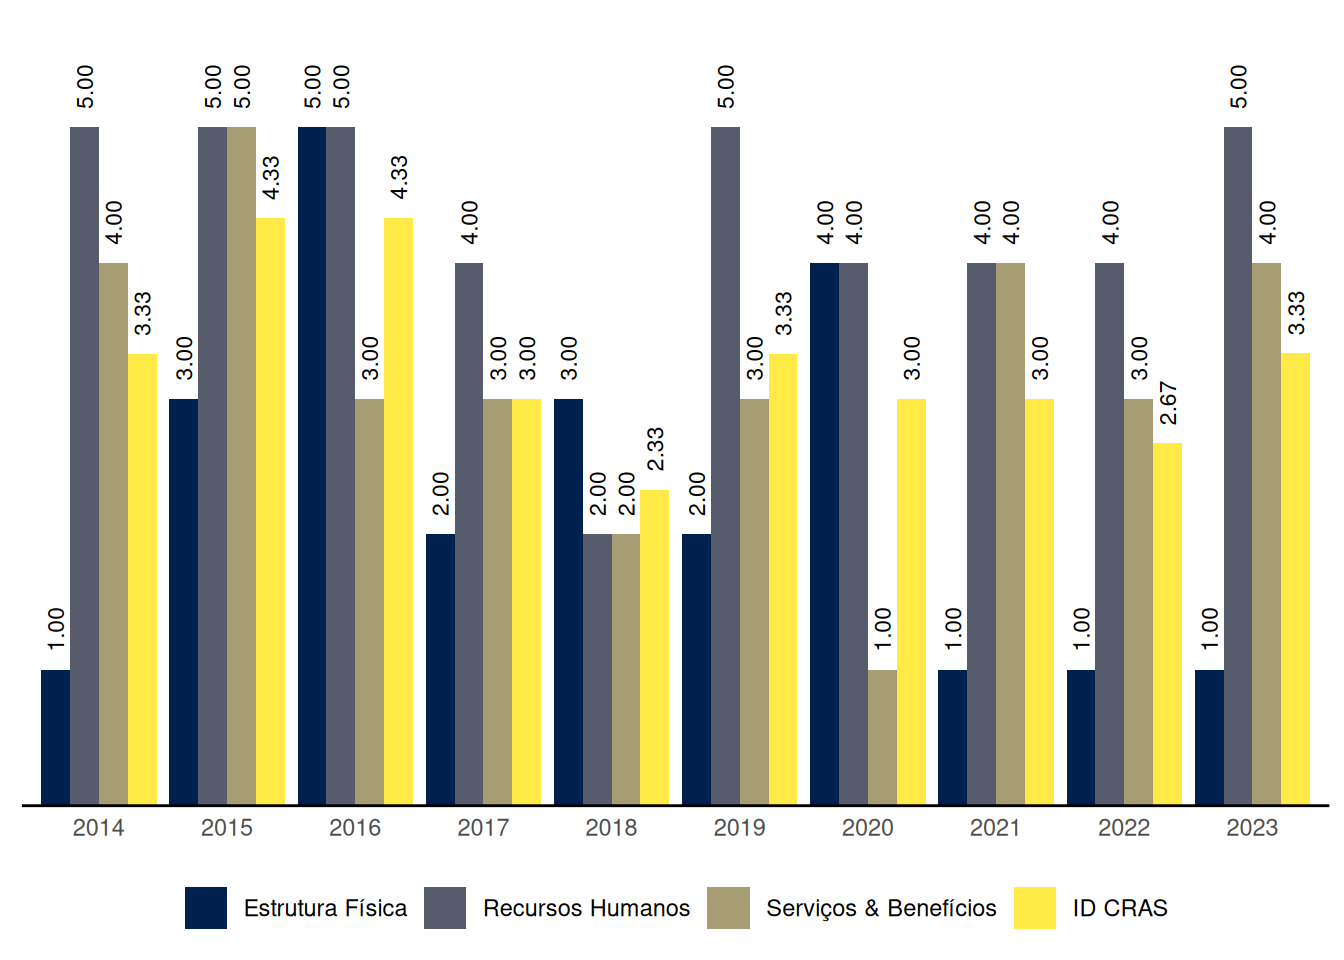 5.00 5.00 5.00 5.00 5.00 5.00 5.00
4.33 4.33
4.00 4.00 4.00 4.00 4.00 4.00 4.00 4.00
3.33 3.33 3.33
3.00 3.00 3.00 3.00 3.00 3.00 3.00 3.00 3.00
2.67
2.33
2.00 2.00 2.00 2.00
1.00 1.00 1.00 1.00 1.00
2014 2015 2016 2017 2018 2019 2020 2021 2022 2023
Estrutura Física Recursos Humanos Serviços & Benefícios ID CRAS